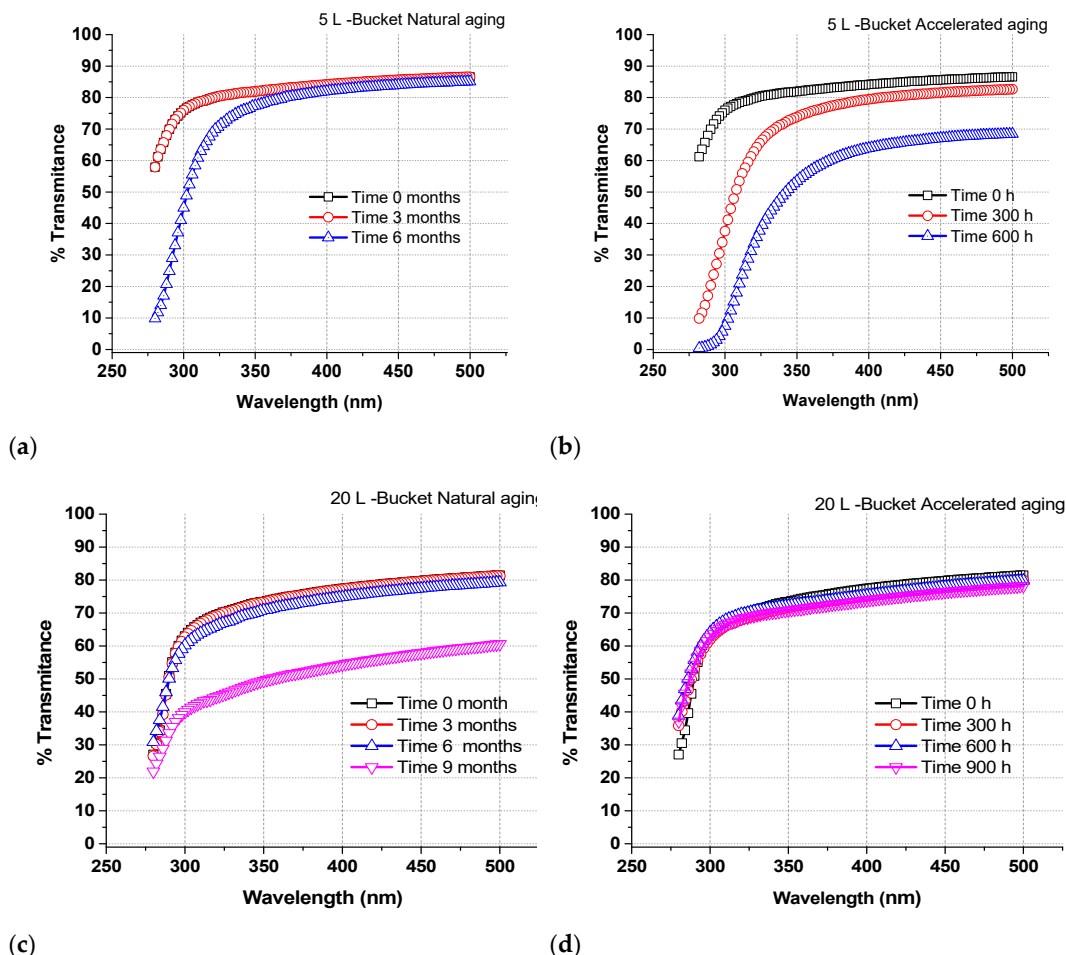 5 L -Bucket Natural aging
100
90
80
70
60
50
40
30
20
10
0
% Transmitance
Time 0 months
Time 3 months
Time 6 months
250 300 350 400 450 500
Wavelength (nm)
(a)
5 L -Bucket Accelerated aging
100
90
80
70
60
50
40
30
20
10
0
% Transmitance
Time 0 h
Time 300 h
Time 600 h
250 300 350 400 450 500
Wavelength (nm)
(b)
20 L -Bucket Natural aging
100
90
80
70
60
50
40
30
20
10
0
% Transmitance
Time 0 month
Time 3 months
Time 6 months
Time 9 months
250 300 350 400 450 500
Wavelength (nm)
(c)
20 L -Bucket Accelerated aging
100
90
80
70
60
50
40
30
20
10
0
% Transmitance
Time 0 h
Time 300 h
Time 600 h
Time 900 h
250 300 350 400 450 500
Wavelength (nm)
(d)